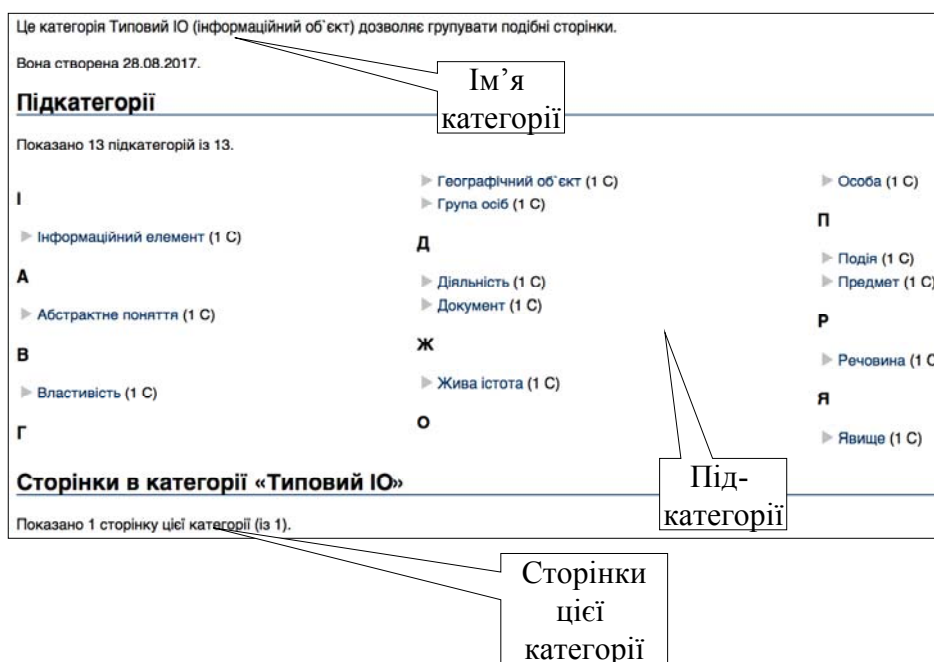 Це категорія Типовий ІО (інформаційний об`єкт) дозволяє групувати подібні сторінки.
Вона створена 28.08.2017.
Ім’я
категорії
Підкатегорії
Показано 13 підкатегорій із 13.
І
Інформаційний елемент (1 С)
А
Абстрактне поняття (1 С)
В
Властивість (1 С)
Г
Географічний об`єкт (1 С)
Група осіб (1 С)
Д
Діяльність (1 С)
Документ (1 С)
Ж
Жива істота (1 С)
О
Особа (1 С)
П
Подія (1 С)
Предмет (1 С)
Р
Речовина (1 С
Я
Явище (1 С)
Під-
категорії
Сторінки в категорії «Типовий ІО»
Показано 1 сторінку цієї категорії (із 1).
Сторінки
цієї
категорії